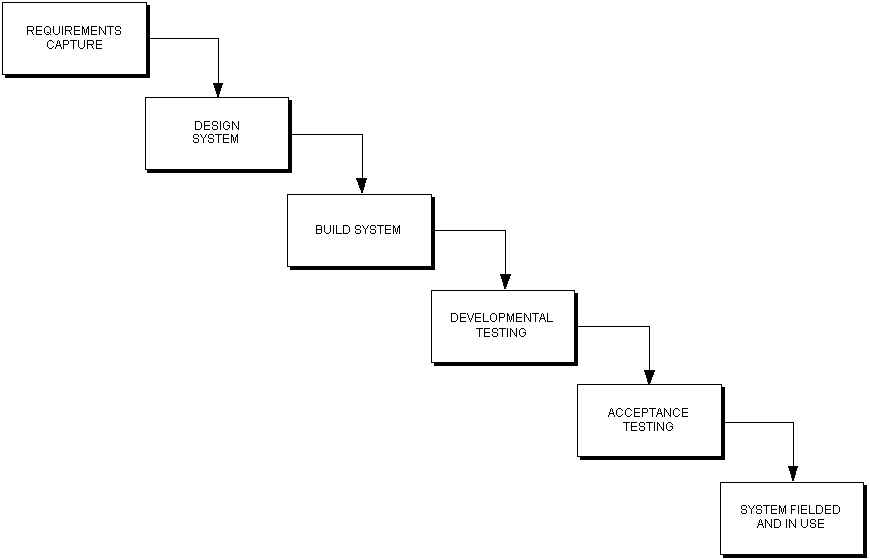 REQUIREMENTS
CAPTURE
DESIGN
SYSTEM
BUILD SYSTEM
DEVELOPMENTAL
TESTING
ACCEPTANCE
TESTING
SYSTEM FIELDED
AND IN USE